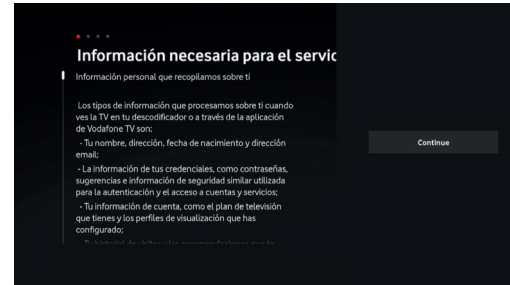 Información necesaria para el servic
Información personal que recopilamos sobre ti
Los tipos de información que procesamos sobre ti cuando
ves la TV en tu descodificador o a través de la aplicación
de Vodafone TV son:
- Tu nombre, dirección, fecha de nacimiento y dirección
email;
- La información de tus credenciales, como contraseñas,
sugerencias e información de seguridad similar utilizada
para la autenticación y el acceso a cuentas y servicios;
- Tu información de cuenta, como el plan de televisión
que tienes y los perfiles de visualización que has
configurado;
Continue